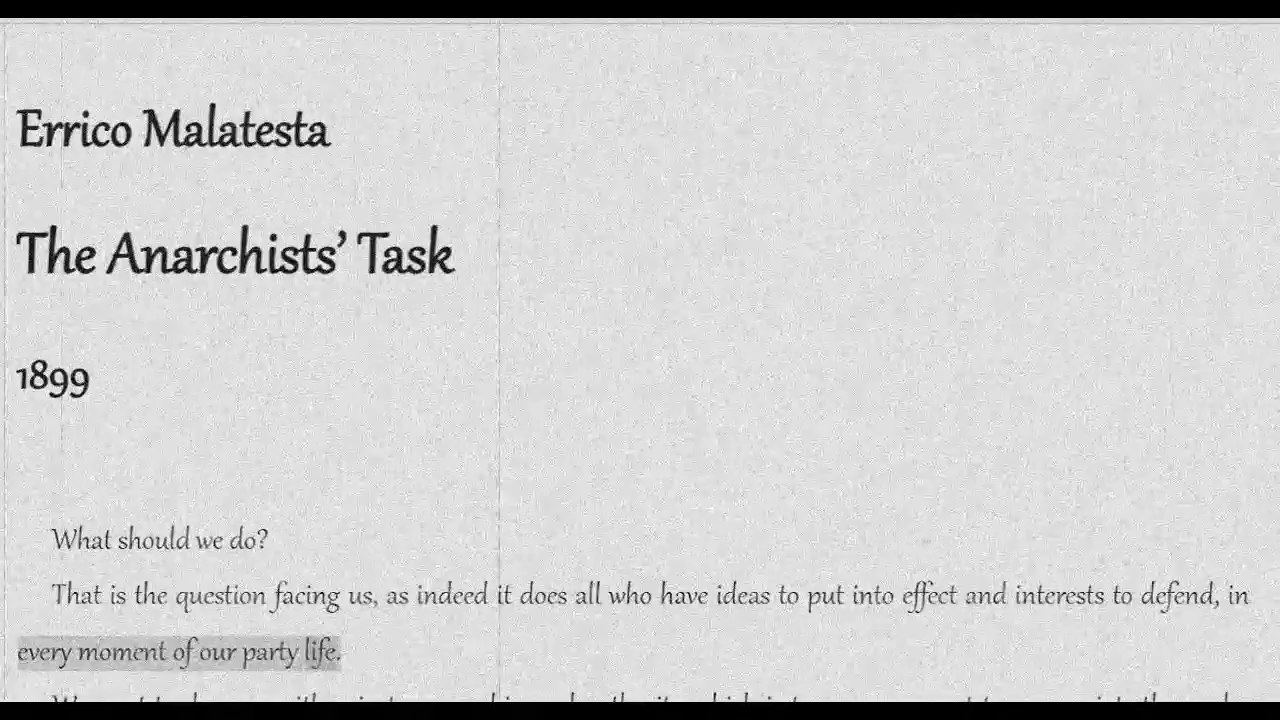 Errico Malatesta
The Anarchists’ Task
1899
What should we do?
That is the question facing us, as indeed it does all who have ideas to put into effect and interests to defend, in
every moment of our party life.